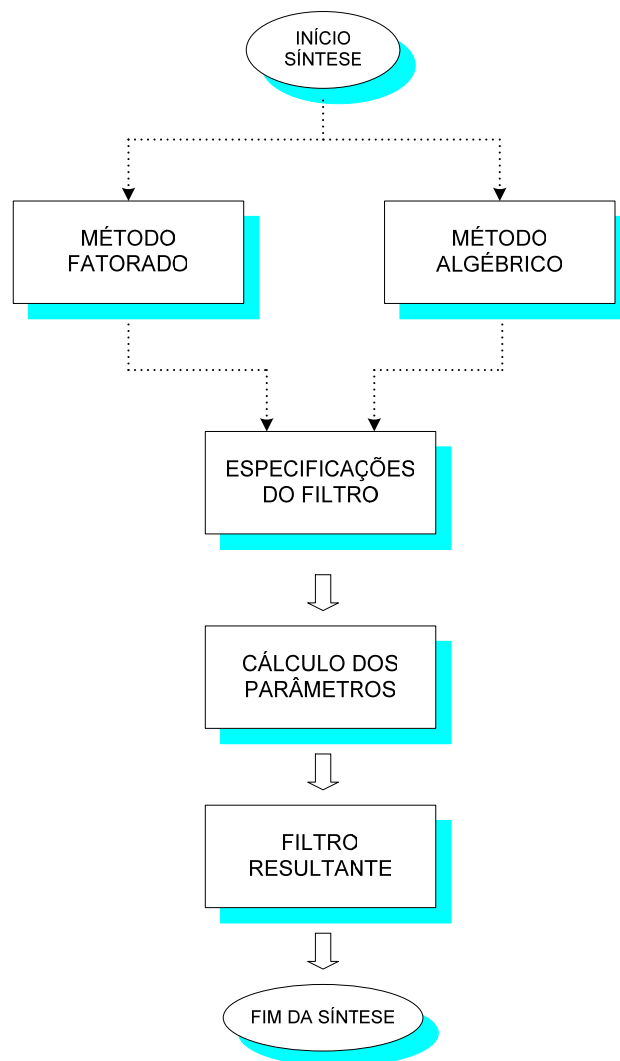 INÍCIO
SÍNTESE
MÉTODO
FATORADO
MÉTODO
ALGÉBRICO
ESPECIFICAÇÕES
DO FILTRO
CÁLCULO DOS
PARÂMETROS
FILTRO
RESULTANTE
FIM DA SÍNTESE